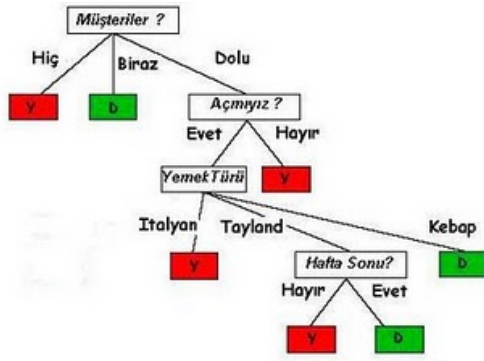 Müşteriler ?
Hiç
Biraz
Dolu
Y
D
Açmıyız ?
Evet
Hayır
YemekTürü
Y
Italyan
Tayland
Kebap
Y
Hafta Sonu?
D
Hayır
Evet
Y
D